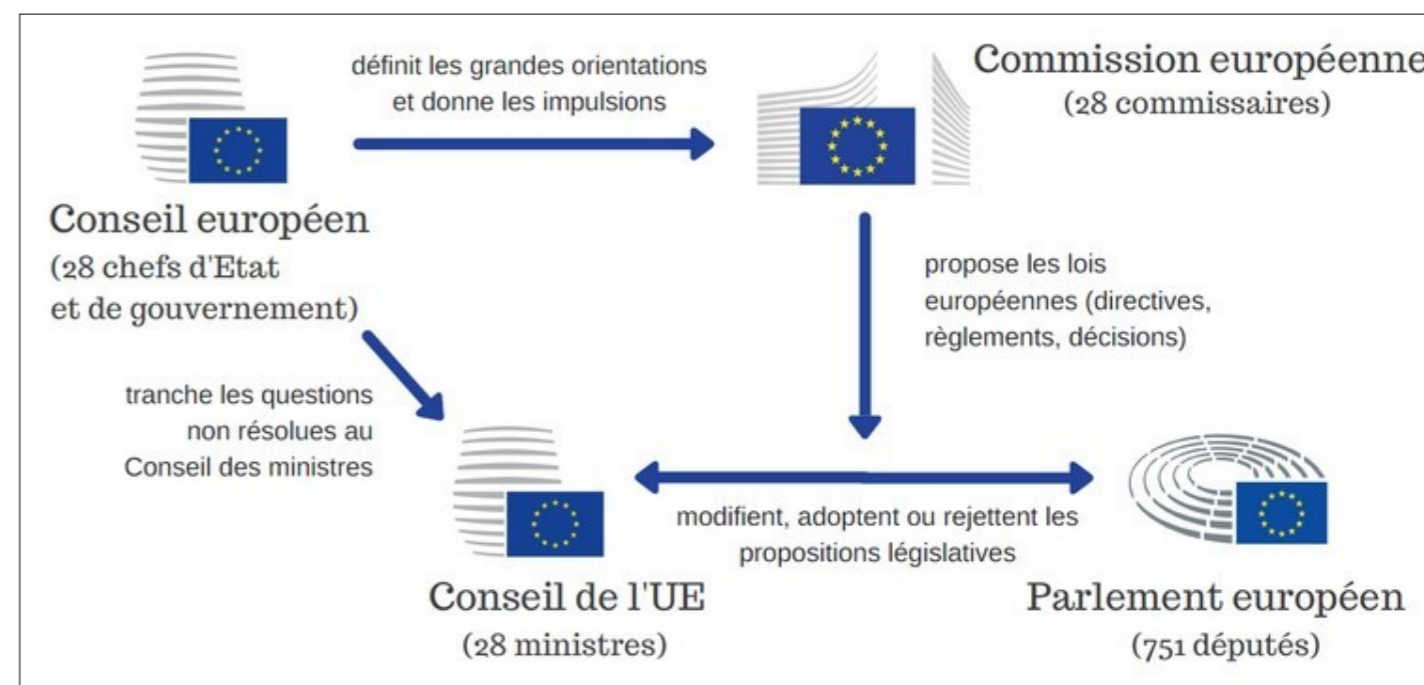 définit les grandes orientations
et donne les impulsions
Commission européenne
(28 commissaires)
Conseil européen
(28 chefs d'Etat
et de gouvernement)
propose les lois
européennes (directives,
règlements, décisions)
tranche les questions
non résolues au
Conseil des ministres
modifient, adoptent ou rejettent les
propositions législatives
Conseil de l'UE
(28 ministres)
Parlement européen
(751 députés)